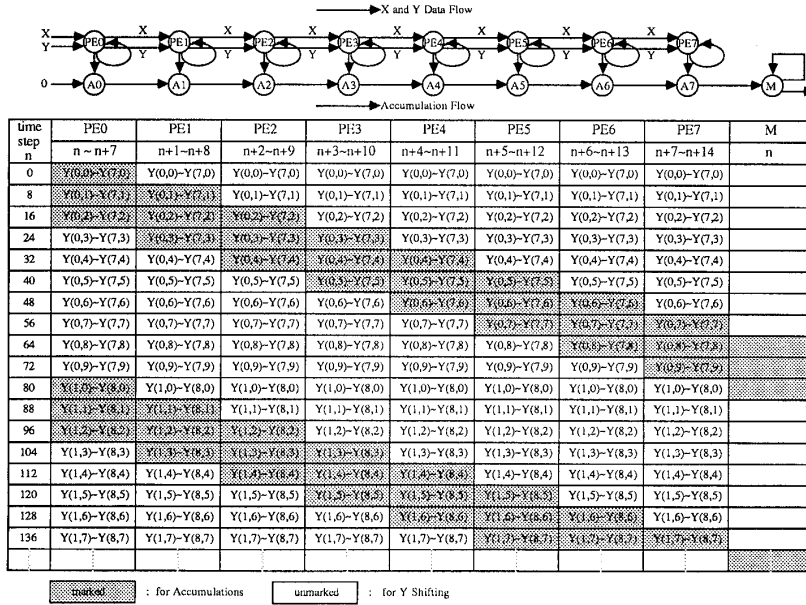 X and Y Data Flow
X X X X X X X X
Y Y Y Y Y Y Y Y
PE0 PE1 PE2 PE3 PE4 PE5 PE6 PE7
0 A0 A1 A2 A3 A4 A5 A6 A7 M
Accumulation Flow
time step n PE0 PE1 PE2 PE3 PE4 PE5 PE6 PE7 M
n ~ n+7 n+1~n+8 n+2~n+9 n+3~n+10 n+4~n+11 n+5~n+12 n+6~n+13 n+7~n+14 n
0 Y(0,0)~Y(7,0) Y(0,0)~Y(7,0) Y(0,0)~Y(7,0) Y(0,0)~Y(7,0) Y(0,0)~Y(7,0) Y(0,0)~Y(7,0) Y(0,0)~Y(7,0) Y(0,0)~Y(7,0)
8 Y(0,1)~Y(7,1) Y(0,1)~Y(7,1) Y(0,1)~Y(7,1) Y(0,1)~Y(7,1) Y(0,1)~Y(7,1) Y(0,1)~Y(7,1) Y(0,1)~Y(7,1) Y(0,1)~Y(7,1)
16 Y(0,2)~Y(7,2) Y(0,2)~Y(7,2) Y(0,2)~Y(7,2) Y(0,2)~Y(7,2) Y(0,2)~Y(7,2) Y(0,2)~Y(7,2) Y(0,2)~Y(7,2) Y(0,2)~Y(7,2)
24 Y(0,3)~Y(7,3) Y(0,3)~Y(7,3) Y(0,3)~Y(7,3) Y(0,3)~Y(7,3) Y(0,3)~Y(7,3) Y(0,3)~Y(7,3) Y(0,3)~Y(7,3) Y(0,3)~Y(7,3)
32 Y(0,4)~Y(7,4) Y(0,4)~Y(7,4) Y(0,4)~Y(7,4) Y(0,4)~Y(7,4) Y(0,4)~Y(7,4) Y(0,4)~Y(7,4) Y(0,4)~Y(7,4) Y(0,4)~Y(7,4)
40 Y(0,5)~Y(7,5) Y(0,5)~Y(7,5) Y(0,5)~Y(7,5) Y(0,5)~Y(7,5) Y(0,5)~Y(7,5) Y(0,5)~Y(7,5) Y(0,5)~Y(7,5) Y(0,5)~Y(7,5)
48 Y(0,6)~Y(7,6) Y(0,6)~Y(7,6) Y(0,6)~Y(7,6) Y(0,6)~Y(7,6) Y(0,6)~Y(7,6) Y(0,6)~Y(7,6) Y(0,6)~Y(7,6) Y(0,6)~Y(7,6)
56 Y(0,7)~Y(7,7) Y(0,7)~Y(7,7) Y(0,7)~Y(7,7) Y(0,7)~Y(7,7) Y(0,7)~Y(7,7) Y(0,7)~Y(7,7) Y(0,7)~Y(7,7) Y(0,7)~Y(7,7)
64 Y(0,8)~Y(7,8) Y(0,8)~Y(7,8) Y(0,8)~Y(7,8) Y(0,8)~Y(7,8) Y(0,8)~Y(7,8) Y(0,8)~Y(7,8) Y(0,8)~Y(7,8) Y(0,8)~Y(7,8)
72 Y(0,9)~Y(7,9) Y(0,9)~Y(7,9) Y(0,9)~Y(7,9) Y(0,9)~Y(7,9) Y(0,9)~Y(7,9) Y(0,9)~Y(7,9) Y(0,9)~Y(7,9) Y(0,9)~Y(7,9)
80 Y(1,0)~Y(8,0) Y(1,0)~Y(8,0) Y(1,0)~Y(8,0) Y(1,0)~Y(8,0) Y(1,0)~Y(8,0) Y(1,0)~Y(8,0) Y(1,0)~Y(8,0) Y(1,0)~Y(8,0)
88 Y(1,1)~Y(8,1) Y(1,1)~Y(8,1) Y(1,1)~Y(8,1) Y(1,1)~Y(8,1) Y(1,1)~Y(8,1) Y(1,1)~Y(8,1) Y(1,1)~Y(8,1) Y(1,1)~Y(8,1)
96 Y(1,2)~Y(8,2) Y(1,2)~Y(8,2) Y(1,2)~Y(8,2) Y(1,2)~Y(8,2) Y(1,2)~Y(8,2) Y(1,2)~Y(8,2) Y(1,2)~Y(8,2) Y(1,2)~Y(8,2)
104 Y(1,3)~Y(8,3) Y(1,3)~Y(8,3) Y(1,3)~Y(8,3) Y(1,3)~Y(8,3) Y(1,3)~Y(8,3) Y(1,3)~Y(8,3) Y(1,3)~Y(8,3) Y(1,3)~Y(8,3)
112 Y(1,4)~Y(8,4) Y(1,4)~Y(8,4) Y(1,4)~Y(8,4) Y(1,4)~Y(8,4) Y(1,4)~Y(8,4) Y(1,4)~Y(8,4) Y(1,4)~Y(8,4) Y(1,4)~Y(8,4)
120 Y(1,5)~Y(8,5) Y(1,5)~Y(8,5) Y(1,5)~Y(8,5) Y(1,5)~Y(8,5) Y(1,5)~Y(8,5) Y(1,5)~Y(8,5) Y(1,5)~Y(8,5) Y(1,5)~Y(8,5)
128 Y(1,6)~Y(8,6) Y(1,6)~Y(8,6) Y(1,6)~Y(8,6) Y(1,6)~Y(8,6) Y(1,6)~Y(8,6) Y(1,6)~Y(8,6) Y(1,6)~Y(8,6) Y(1,6)~Y(8,6)
136 Y(1,7)~Y(8,7) Y(1,7)~Y(8,7) Y(1,7)~Y(8,7) Y(1,7)~Y(8,7) Y(1,7)~Y(8,7) Y(1,7)~Y(8,7) Y(1,7)~Y(8,7) Y(1,7)~Y(8,7)
marked : for Accumulations unmarked : for Y Shifting